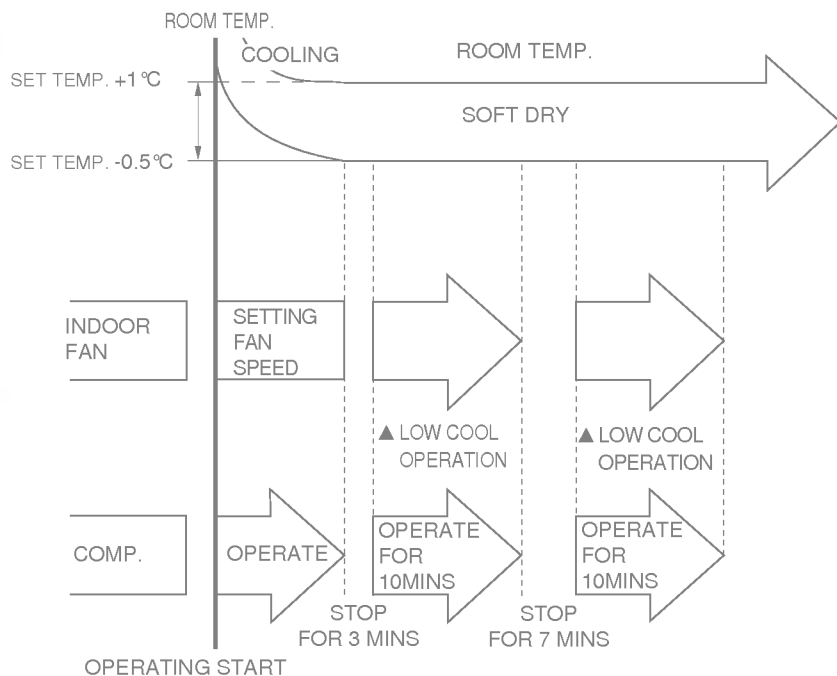 ROOM TEMP.
COOLING
ROOM TEMP.
SET TEMP. +1°C
SOFT DRY
SET TEMP. -0.5°C
INDOOR
FAN
SETTING
FAN
SPEED
▲ LOW COOL
OPERATION
▲ LOW COOL
OPERATION
COMP.
OPERATE
OPERATE
FOR
10MINS
OPERATE
FOR
10MINS
STOP
FOR 3 MINS
STOP
FOR 7 MINS
OPERATING START